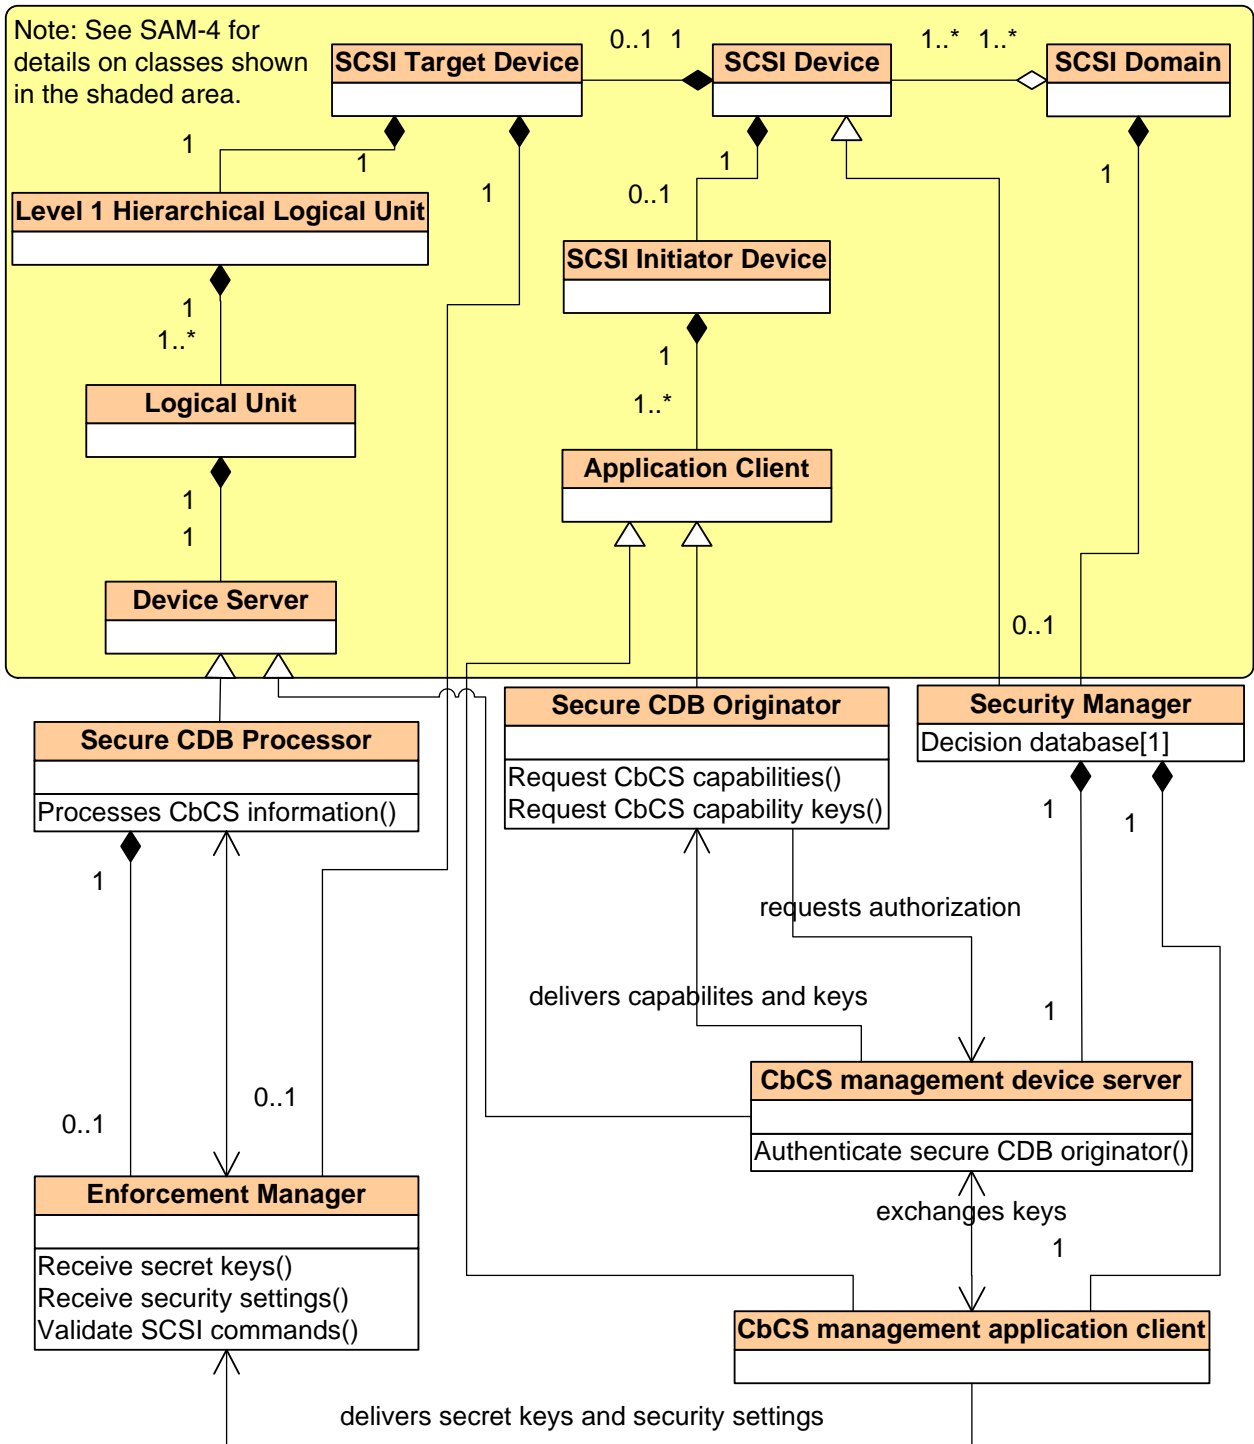 Note: See SAM-4 for
details on classes shown
in the shaded area.
SCSI Target Device
0..1 1
SCSI Device
1..* 1..*
SCSI Domain
1
1
1
1
0..1
1
Level 1 Hierarchical Logical Unit
SCSI Initiator Device
1
1..*
1
1..*
Logical Unit
Application Client
1
1
Device Server
0..1
Secure CDB Processor
Processes CbCS information()
Secure CDB Originator
Request CbCS capabilities()
Request CbCS capability keys()
Security Manager
Decision database[1]
1
1
1
requests authorization
delivers capabilites and keys
1
CbCS management device server
Authenticate secure CDB originator()
0..1
0..1
Enforcement Manager
Receive secret keys()
Receive security settings()
Validate SCSI commands()
exchanges keys
1
CbCS management application client
delivers secret keys and security settings